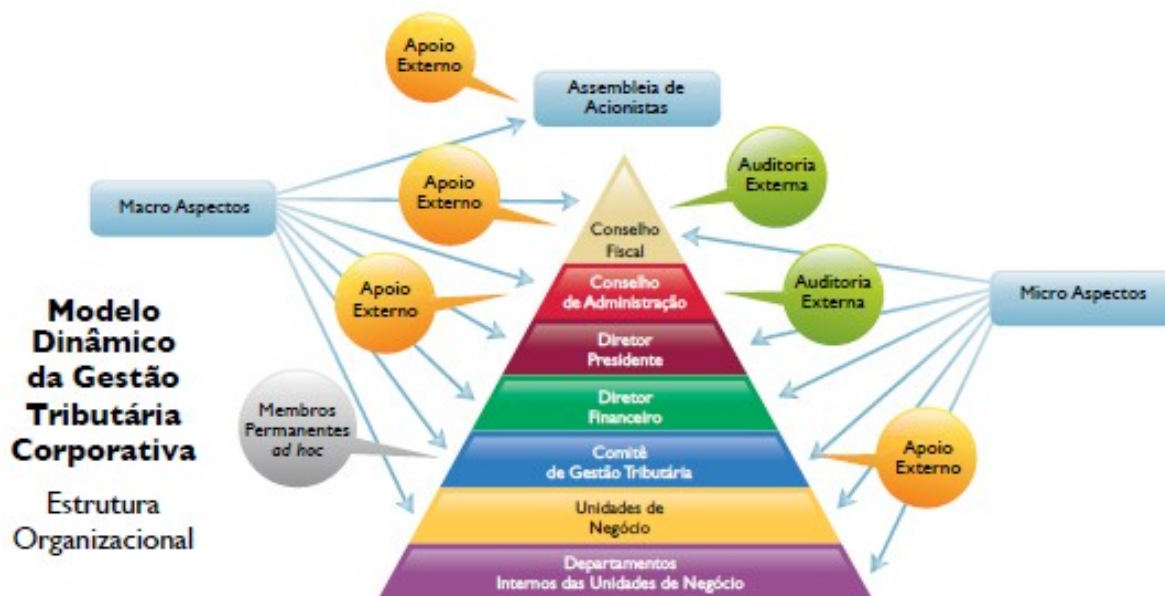 Apoio
Externo
Assembleia de
Acionistas
Macro Aspectos
Apoio
Externo
Auditoria
Externa
Conselho
Fiscal
Apoio
Externo
Conselho
de Administração
Auditoria
Externa
Micro Aspectos
Modelo
Dinâmico
da Gestão
Tributária
Corporativa
Estrutura
Organizacional
Diretor
Presidente
Diretor
Financeiro
Membros
Permanentes
ad hoc
Comitê
de Gestão Tributária
Apoio
Externo
Unidades de
Negócio
Departamentos
Internos das Unidades de Negócio